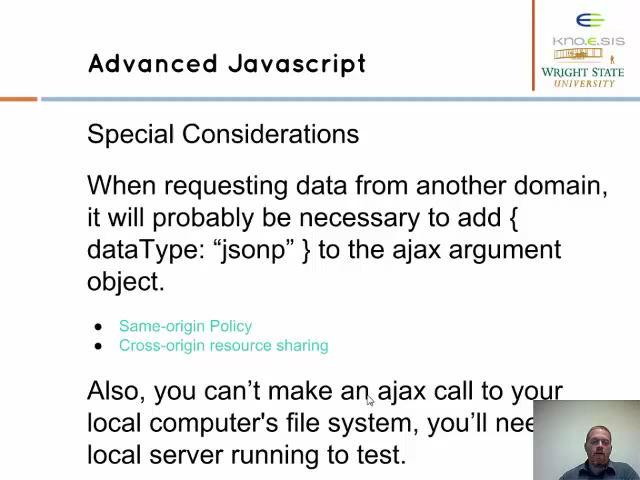 KNO.E.SIS
Advanced Javascript
WRIGHT STATE
UNIVERSITY
Special Considerations
When requesting data from another domain,
it will probably be necessary to add {
dataType: “jsonp” } to the ajax argument
object.
● Same-origin Policy
● Cross-origin resource sharing
Also, you can’t make an ajax call to your
local computer's file system, you’ll
local server running to test.